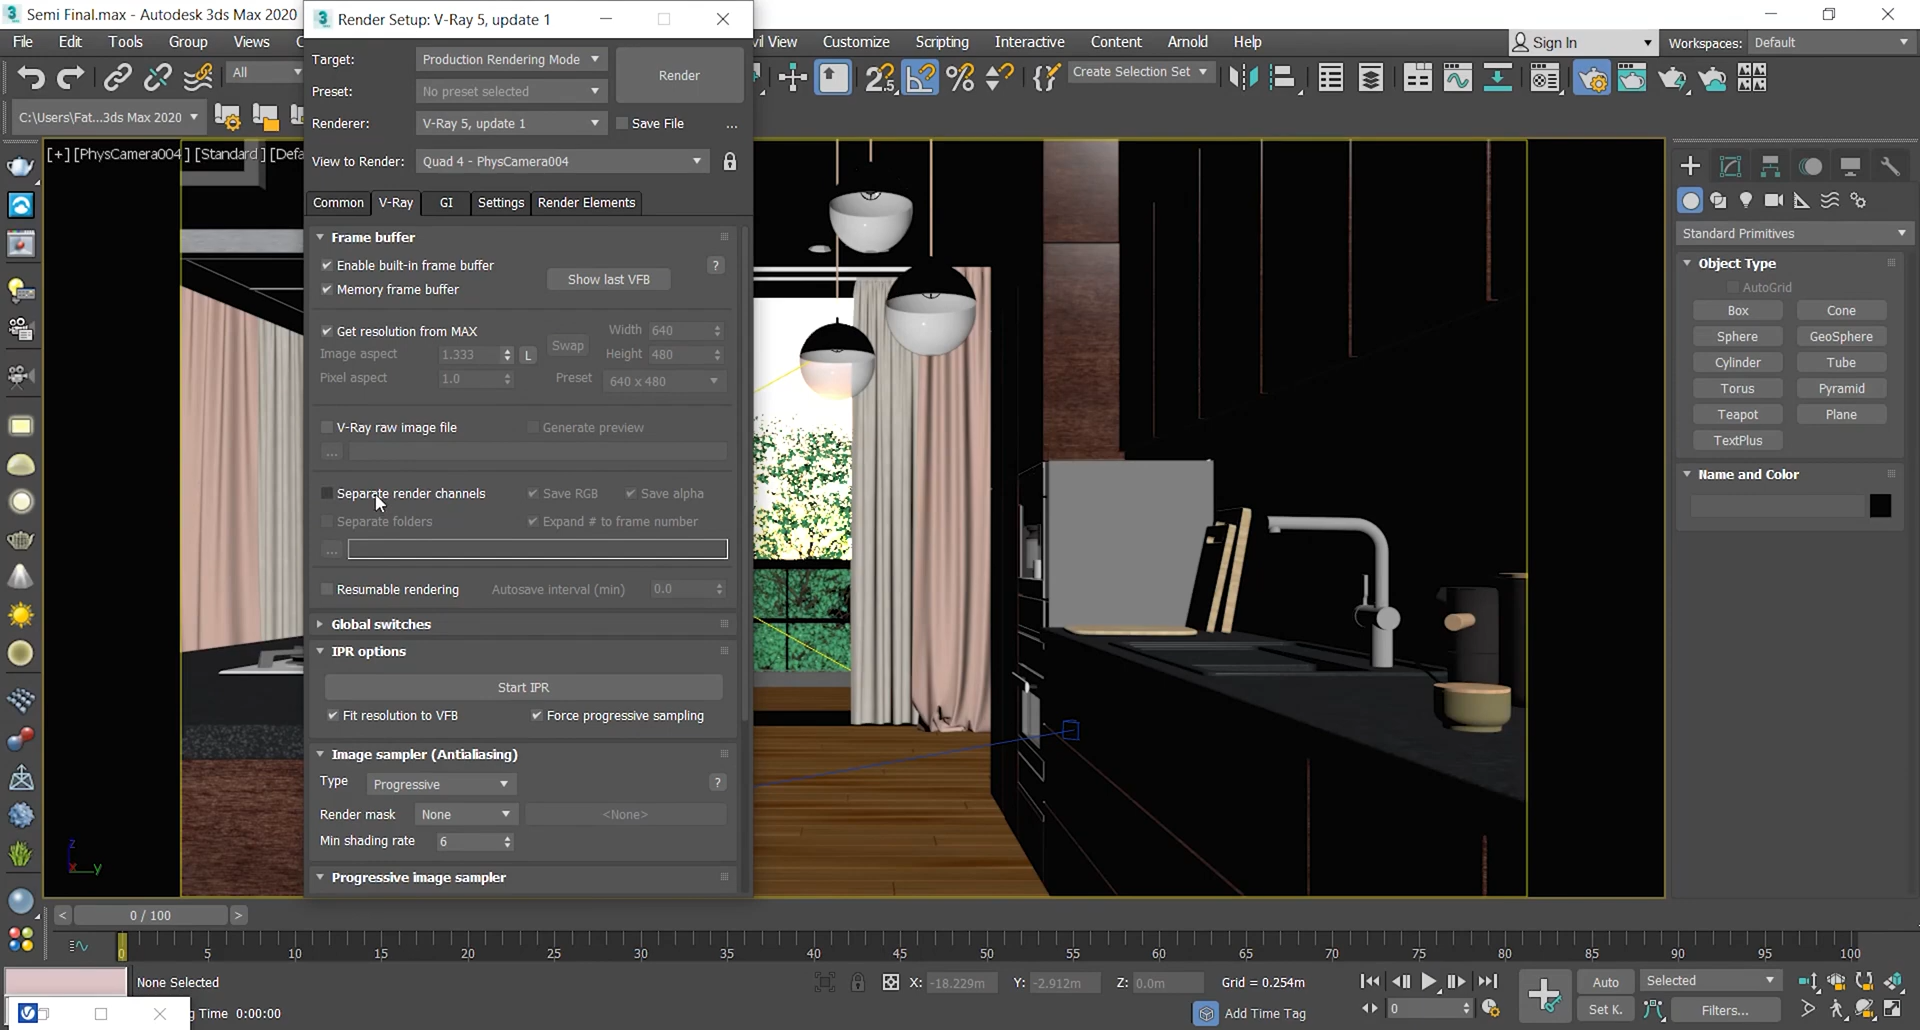 Semi Final.max - Autodesk 3ds Max 2020
Render Setup: V-Ray 5, update 1
File Edit Tools Group Views C vil View Customize Scripting Interactive Content Arnold Help
Sign In Workspaces: Default
All
Create Selection Set
C:\Users\Fat...3ds Max 2020
Target: Production Rendering Mode
Render
Preset: No preset selected
Renderer: V-Ray 5, update 1 Save File ...
View to Render: Quad 4 - PhysCamera004
[+] [PhysCamera004 ] [Standard ] [Defa
Common V-Ray GI Settings Render Elements
Frame buffer
Enable built-in frame buffer
Show last VFB
?
Memory frame buffer
Get resolution from MAX
Width 640
Image aspect 1.333 L Swap Height 480
Pixel aspect 1.0 Preset 640 x 480
V-Ray raw image file Generate preview
...
Separate render channels Save RGB Save alpha
Separate folders Expand # to frame number
...
Resumable rendering Autosave interval (min) 0.0
Global switches
IPR options
Start IPR
Fit resolution to VFB Force progressive sampling
Image sampler (Antialiasing)
Type Progressive ?
Render mask None <None>
Min shading rate 6
Progressive image sampler
Standard Primitives
Object Type
AutoGrid
Box Cone
Sphere GeoSphere
Cylinder Tube
Torus Pyramid
Teapot Plane
TextPlus
Name and Color
z
x y
< 0 / 100 >
0 5 10 15 20 25 30 35 40 45 50 55 60 65 70 75 80 85 90 95 100
None Selected
X: -18.229m Y: -2.912m Z: 0.0m Grid = 0.254m
Auto Selected
g Time 0:00:00
Add Time Tag
0
Set K. Filters...